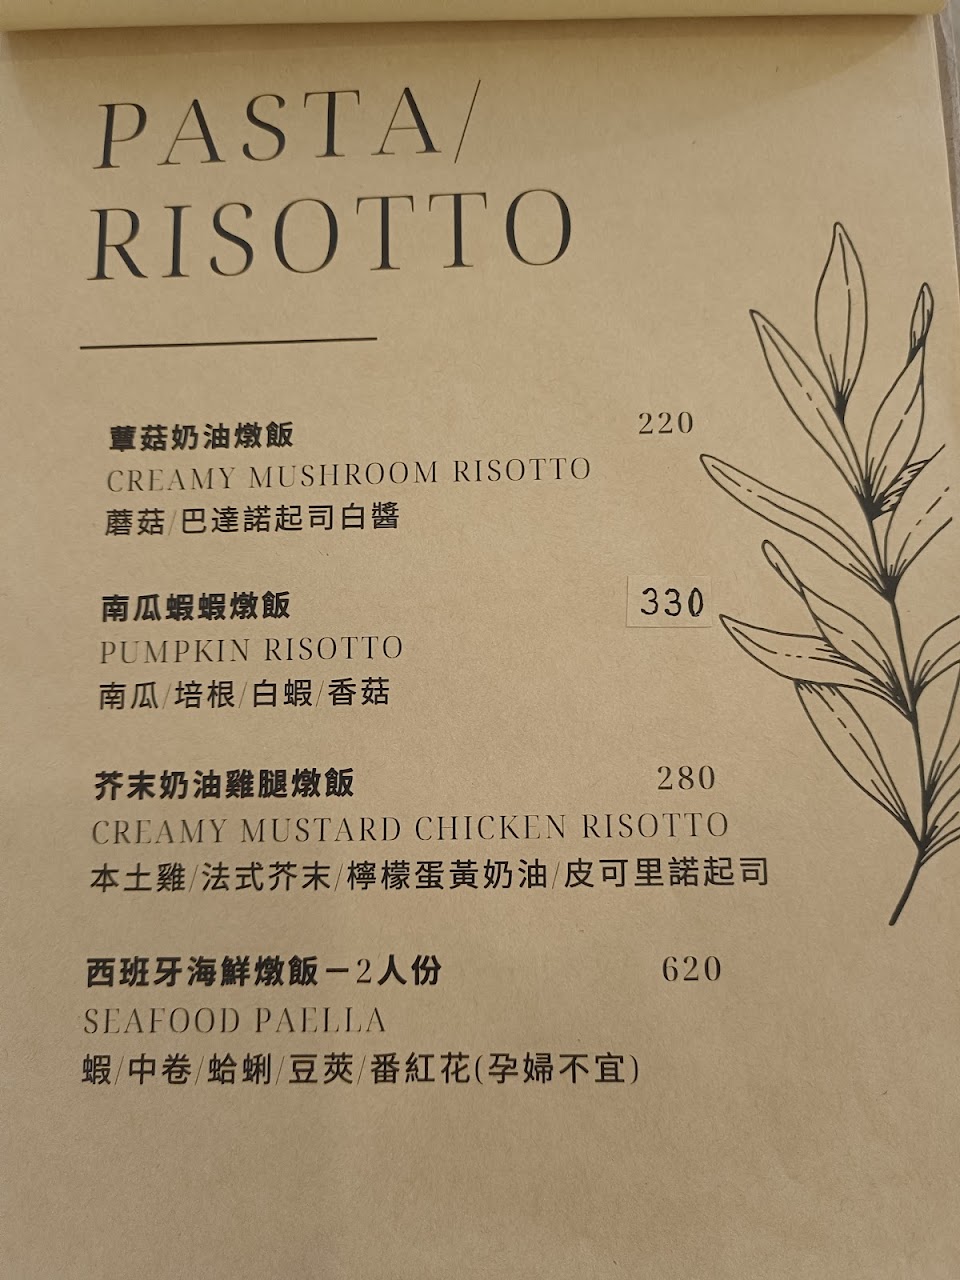 PASTA/
RISOTTO
蕈菇奶油燉飯 220
CREAMY MUSHROOM RISOTTO
蘑菇/巴達諾起司白醬
南瓜蝦蝦燉飯 330
PUMPKIN RISOTTO
南瓜/培根/白蝦/香菇
芥末奶油雞腿燉飯 280
CREAMY MUSTARD CHICKEN RISOTTO
本土雞/法式芥末/檸檬蛋黃奶油/皮可里諾起司
西班牙海鮮燉飯－2人份 620
SEAFOOD PAELLA
蝦/中卷/蛤蜊/豆莢/番紅花(孕婦不宜)